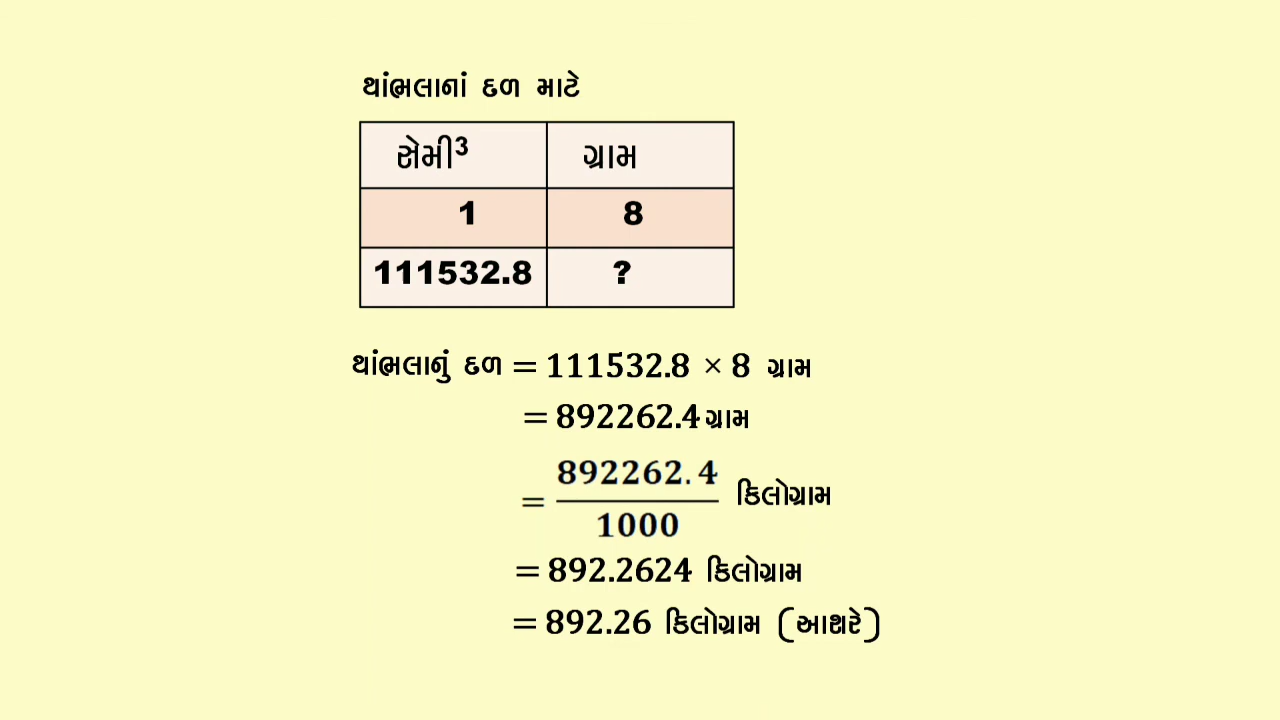 થાંભલાનાં દળ માટે
સેમી³ ગ્રામ
1 8
111532.8 ?
થાંભલાનું દળ = 111532.8 × 8 ગ્રામ
= 892262.4 ગ્રામ
= 892262.4 / 1000 કિલોગ્રામ
= 892.2624 કિલોગ્રામ
= 892.26 કિલોગ્રામ (આશરે)